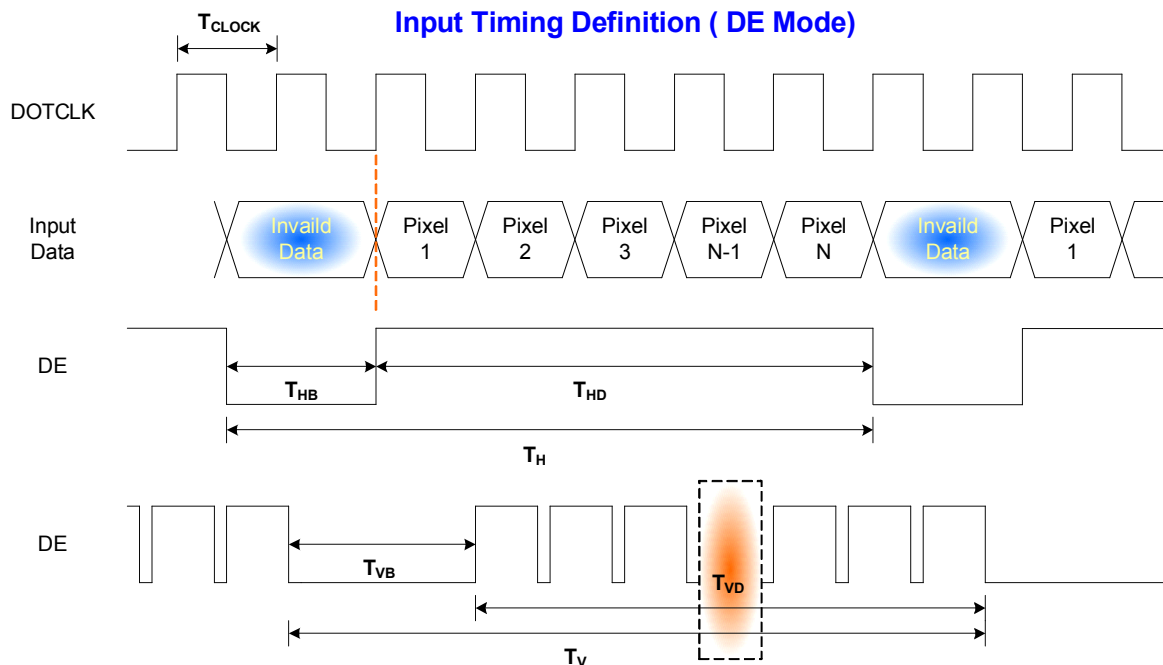 Input Timing Definition ( DE Mode)
TCLOCK
DOTCLK
Input
Data
Invaild
Data
Pixel
1
Pixel
2
Pixel
3
Pixel
N-1
Pixel
N
Invaild
Data
Pixel
1
DE
THB
THD
TH
DE
TVB
TVD
TV